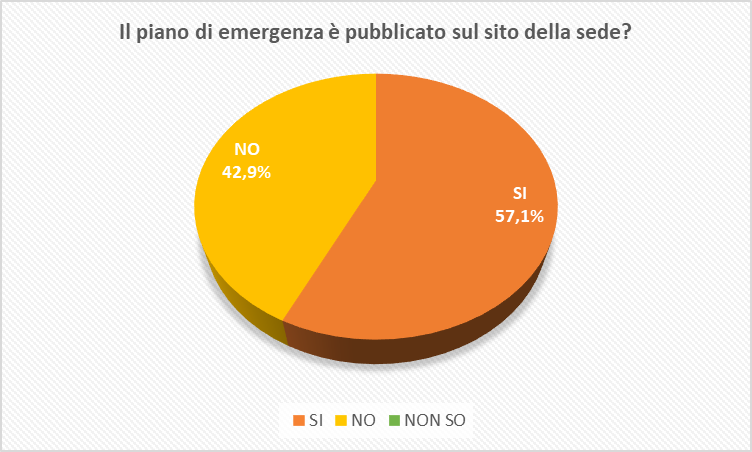 Il piano di emergenza è pubblicato sul sito della sede?
NO
42,9%
SI
57,1%
SI NO NON SO